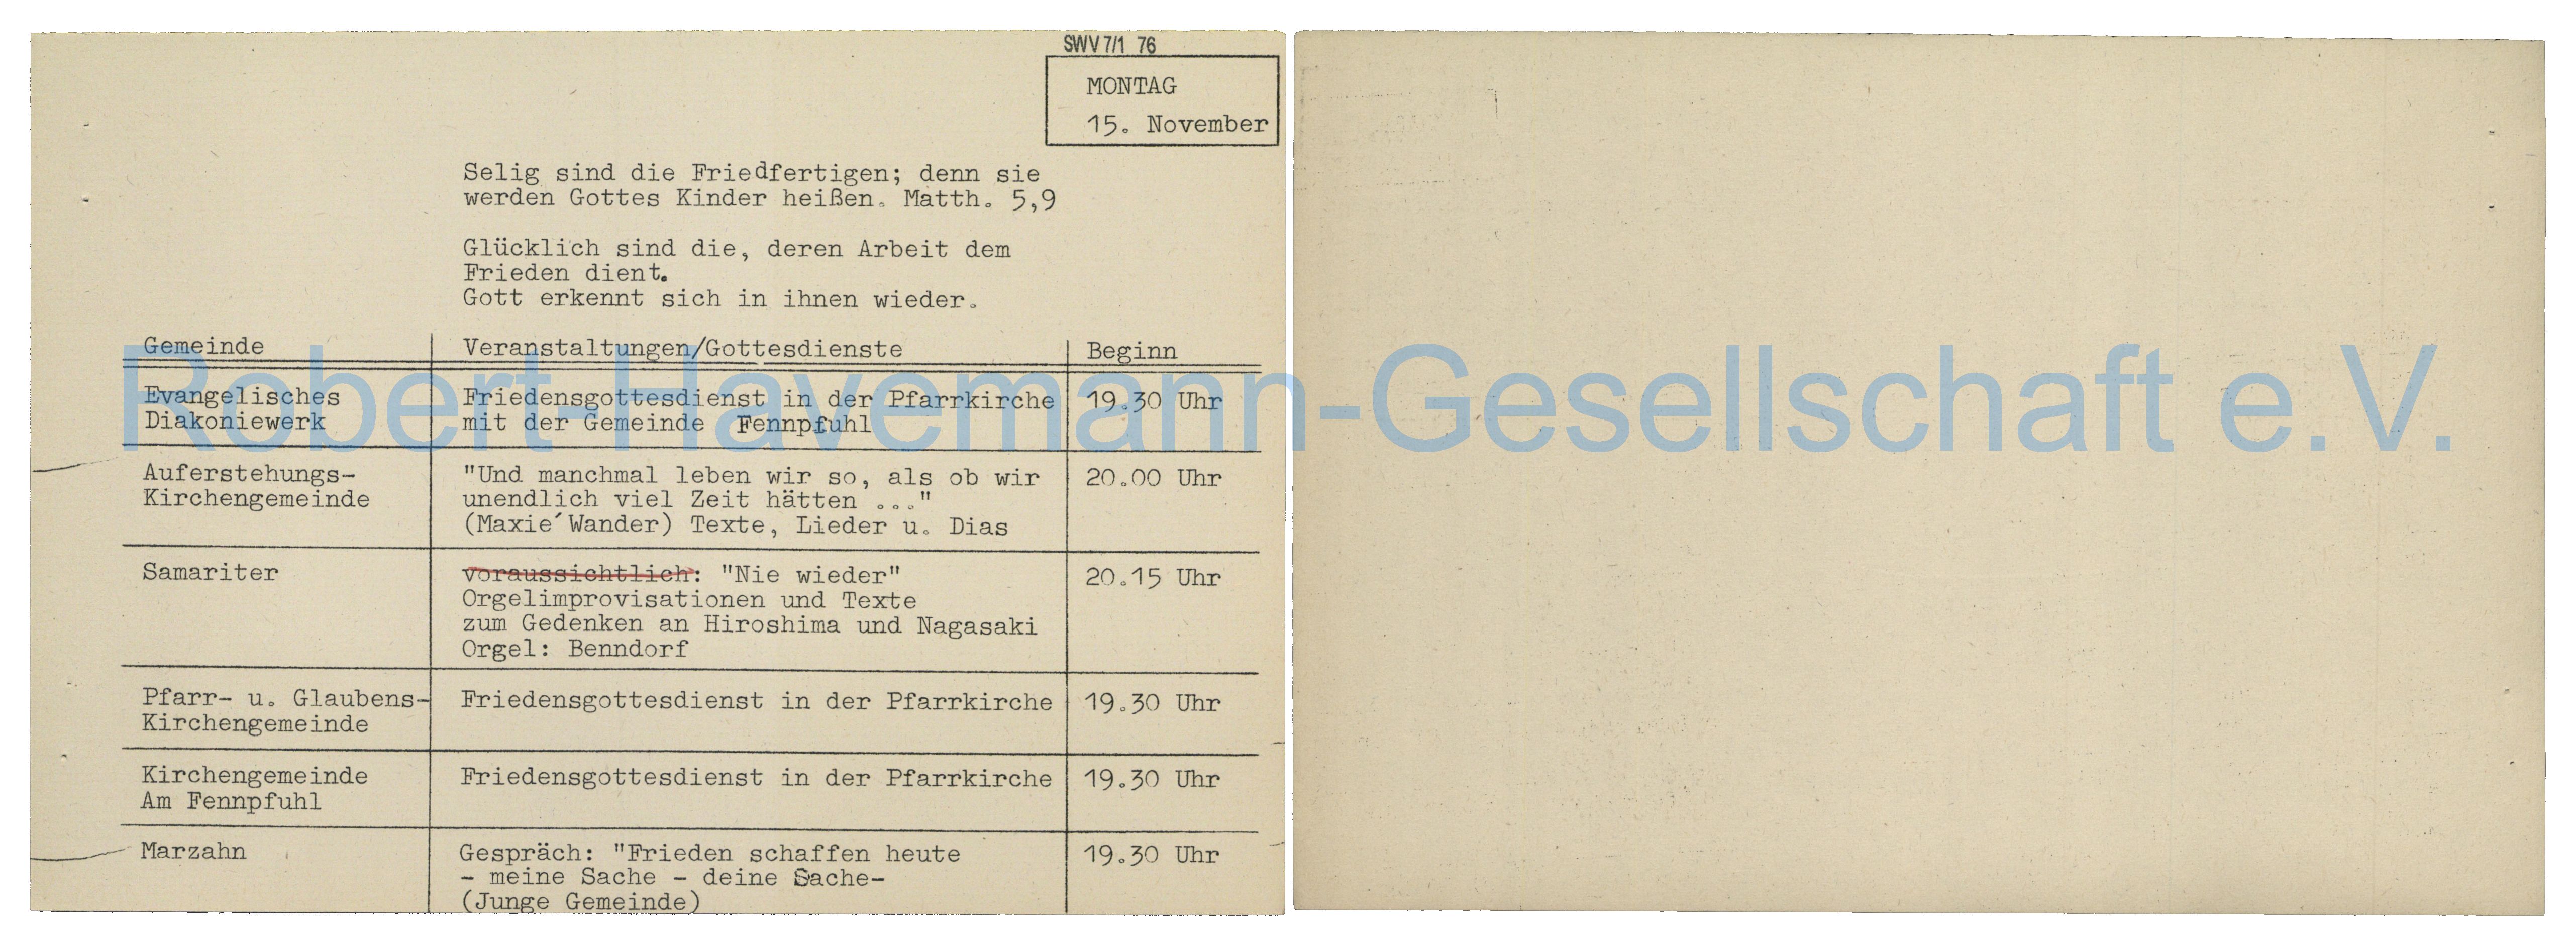 SWV 7/1 76
MONTAG
15. November
Selig sind die Friedfertigen; denn sie
werden Gottes Kinder heißen. Matth. 5,9
Glücklich sind die, deren Arbeit dem
Frieden dient.
Gott erkennt sich in ihnen wieder.
Gemeinde Veranstaltungen/Gottesdienste Beginn
Evangelisches Friedensgottesdienst in der Pfarrkirche 19.30 Uhr
Diakoniewerk mit der Gemeinde Fennpfuhl
Auferstehungs- "Und manchmal leben wir so, als ob wir 20.00 Uhr
Kirchengemeinde unendlich viel Zeit hätten ..."
(Maxie´Wander) Texte, Lieder u. Dias
Samariter voraussichtlich: "Nie wieder" 20.15 Uhr
Orgelimprovisationen und Texte
zum Gedenken an Hiroshima und Nagasaki
Orgel: Benndorf
Pfarr- u. Glaubens- Friedensgottesdienst in der Pfarrkirche 19.30 Uhr
Kirchengemeinde
Kirchengemeinde Friedensgottesdienst in der Pfarrkirche 19.30 Uhr
Am Fennpfuhl
Marzahn Gespräch: "Frieden schaffen heute 19.30 Uhr
- meine Sache - deine Sache-
(Junge Gemeinde)
Robert-Havemann-Gesellschaft e.V.